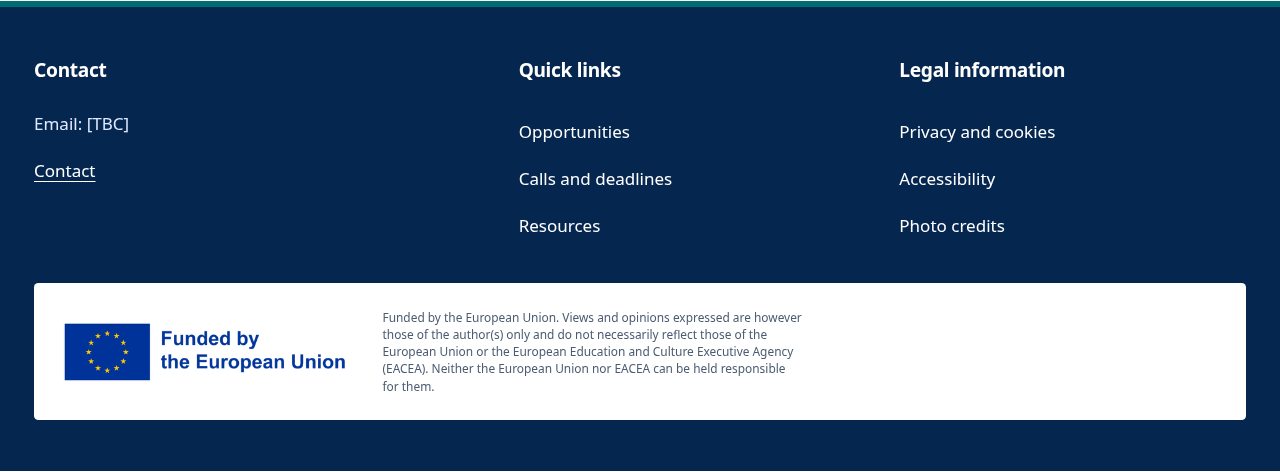 Contact
Email: [TBC]
Contact
Quick links
Opportunities
Calls and deadlines
Resources
Legal information
Privacy and cookies
Accessibility
Photo credits
Funded by
the European Union
Funded by the European Union. Views and opinions expressed are however
those of the author(s) only and do not necessarily reflect those of the
European Union or the European Education and Culture Executive Agency
(EACEA). Neither the European Union nor EACEA can be held responsible
for them.